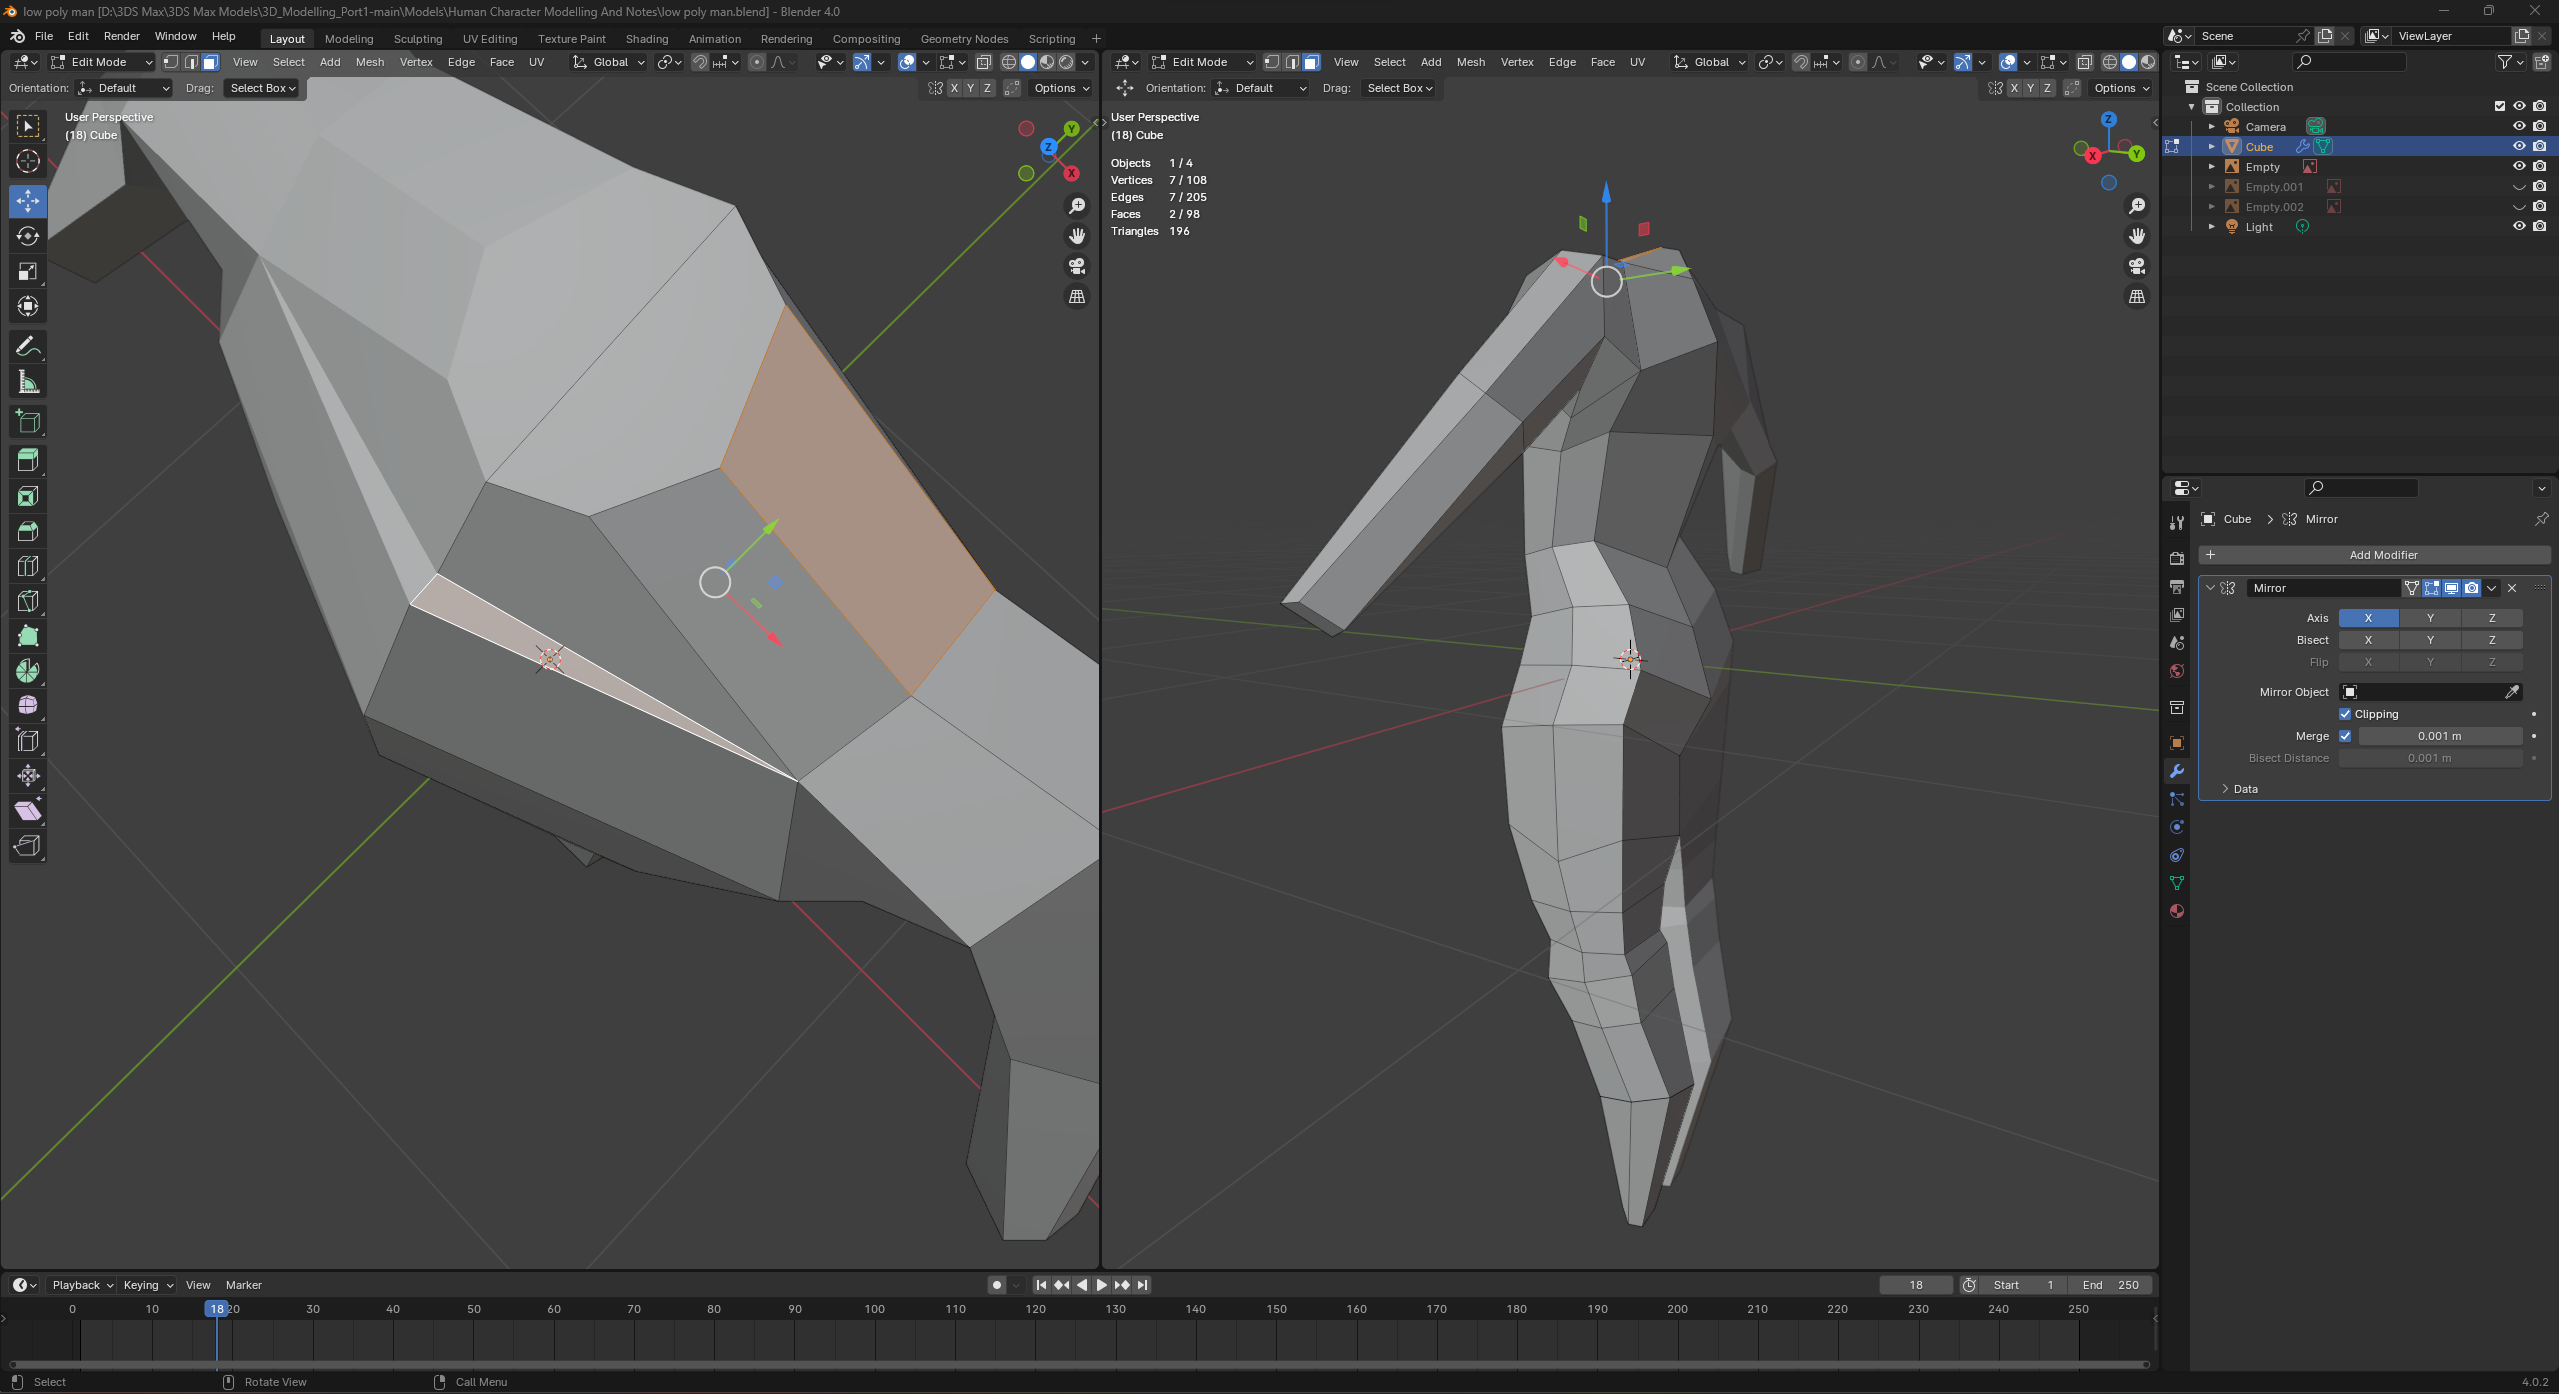 low poly man [D:\3DS Max\3DS Max Models\3D_Modelling_Port1-main\Models\Human Character Modelling And Notes\low poly man.blend] - Blender 4.0
File Edit Render Window Help Layout Modeling Sculpting UV Editing Texture Paint Shading Animation Rendering Compositing Geometry Nodes Scripting + Scene ViewLayer
Edit Mode View Select Add Mesh Vertex Edge Face UV Global
Edit Mode View Select Add Mesh Vertex Edge Face UV Global
Orientation: Default Drag: Select Box X Y Z Options
Orientation: Default Drag: Select Box X Y Z Options
User Perspective
(18) Cube
Y
Z
X
User Perspective
(18) Cube
Objects 1 / 4
Vertices 7 / 108
Edges 7 / 205
Faces 2 / 98
Triangles 196
Z
X
Y
Scene Collection
Collection
Camera
Cube
Empty
Empty.001
Empty.002
Light
Cube Mirror
Add Modifier
Mirror
Axis X Y Z
Bisect X Y Z
Flip X Y Z
Mirror Object
Clipping
Merge 0.001 m
Bisect Distance 0.001 m
Data
Playback Keying View Marker 18 Start 1 End 250
0 10 18 20 30 40 50 60 70 80 90 100 110 120 130 140 150 160 170 180 190 200 210 220 230 240 250
Select Rotate View Call Menu 4.0.2